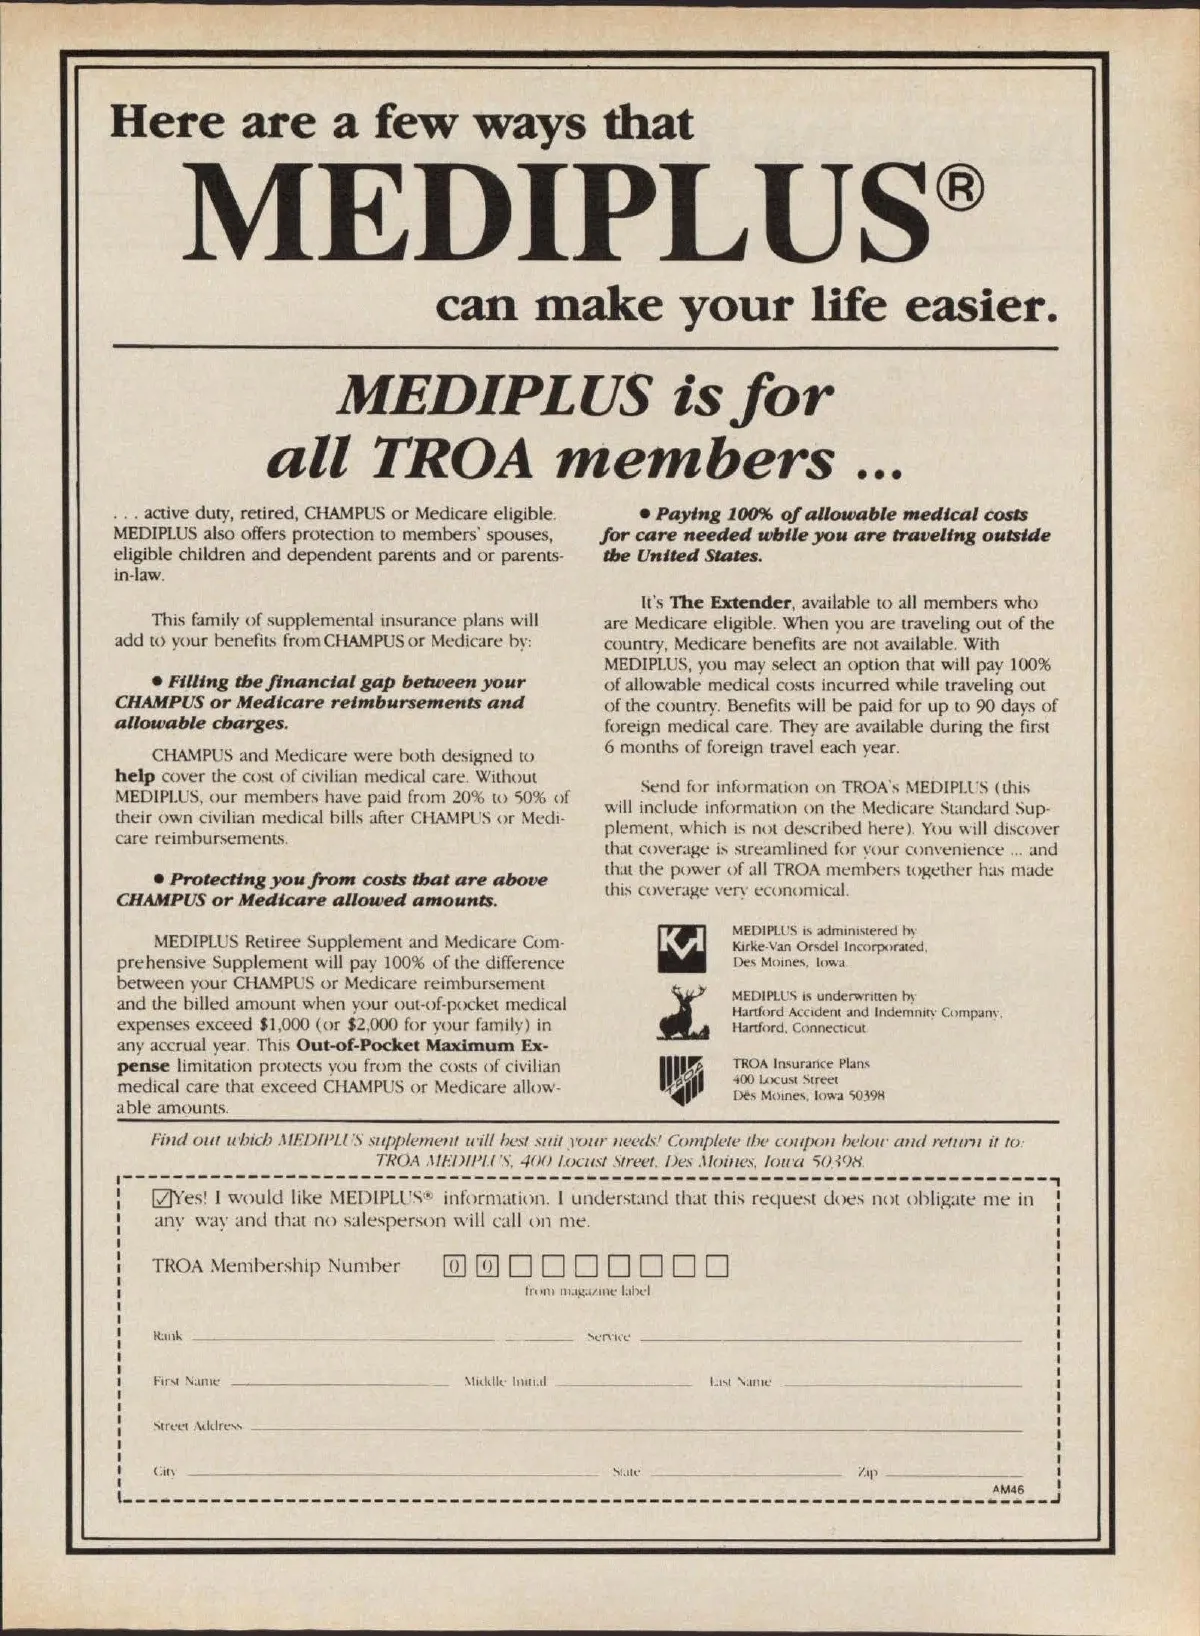 Here are a few ways that
MEDIPLUS®
can make your life easier.
MEDIPLUS is for
all TROA members ...
. . . active duty, retired, CHAMPUS or Medicare eligible.
MEDIPLUS also offers protection to members' spouses,
eligible children and dependent parents and or parents-
in-law.
This family of supplemental insurance plans will
add to your benefits from CHAMPUS or Medicare by:
• Filling the financial gap between your
CHAMPUS or Medicare reimbursements and
allowable charges.
CHAMPUS and Medicare were both designed to
help cover the cost of civilian medical care. Without
MEDIPLUS, our members have paid from 20% to 50% of
their own civilian medical bills after CHAMPUS or Medi-
care reimbursements.
• Protecting you from costs that are above
CHAMPUS or Medicare allowed amounts.
MEDIPLUS Retiree Supplement and Medicare Com-
prehensive Supplement will pay 100% of the difference
between your CHAMPUS or Medicare reimbursement
and the billed amount when your out-of-pocket medical
expenses exceed $1,000 (or $2,000 for your family) in
any accrual year. This Out-of-Pocket Maximum Ex-
pense limitation protects you from the costs of civilian
medical care that exceed CHAMPUS or Medicare allow-
able amounts.
• Paying 100% of allowable medical costs
for care needed while you are traveling outside
the United States.
It's The Extender, available to all members who
are Medicare eligible. When you are traveling out of the
country, Medicare benefits are not available. With
MEDIPLUS, you may select an option that will pay 100%
of allowable medical costs incurred while traveling out
of the country. Benefits will be paid for up to 90 days of
foreign medical care. They are available during the first
6 months of foreign travel each year.
Send for information on TROA's MEDIPLUS (this
will include information on the Medicare Standard Sup-
plement, which is not described here). You will discover
that coverage is streamlined for your convenience ... and
that the power of all TROA members together has made
this coverage very economical.
MEDIPLUS is administered by
Kirke-Van Orsdel Incorporated,
Des Moines, Iowa
MEDIPLUS is underwritten by
Hartford Accident and Indemnity Company,
Hartford, Connecticut
TROA
TROA Insurance Plans
400 Locust Street
Des Moines, Iowa 50398
Find out which MEDIPLUS supplement will best suit your needs! Complete the coupon below and return it to:
TROA MEDIPLUS, 400 Locust Street, Des Moines, Iowa 50398.
Yes! I would like MEDIPLUS® information. I understand that this request does not obligate me in
any way and that no salesperson will call on me.
TROA Membership Number 0 0
from magazine label
Rank Service
First Name Middle Initial Last Name
Street Address
City State Zip
AM46